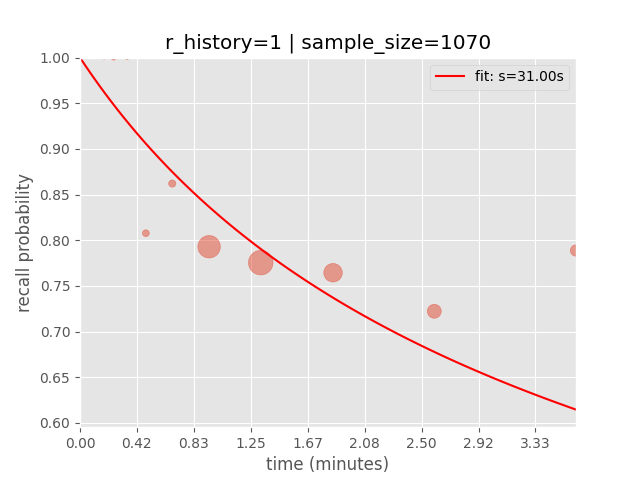 r_history=1 | sample_size=1070
fit: s=31.00s
recall probability
1.00
0.95
0.90
0.85
0.80
0.75
0.70
0.65
0.60
0.00 0.42 0.83 1.25 1.67 2.08 2.50 2.92 3.33
time (minutes)